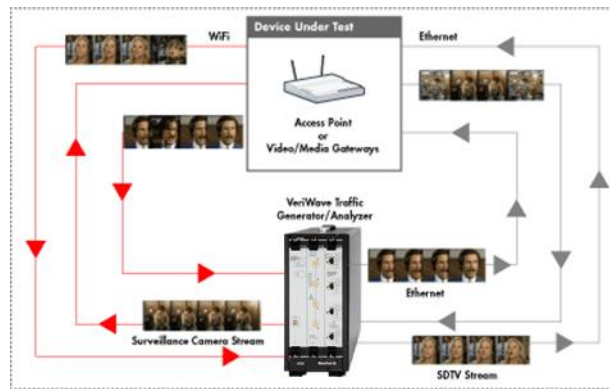 Device Under Test
WiFi
Ethernet
Access Point
or
Video/Media Gateways
VeriWave Traffic
Generator/Analyzer
Ethernet
Surveillance Camera Stream
SDTV Stream